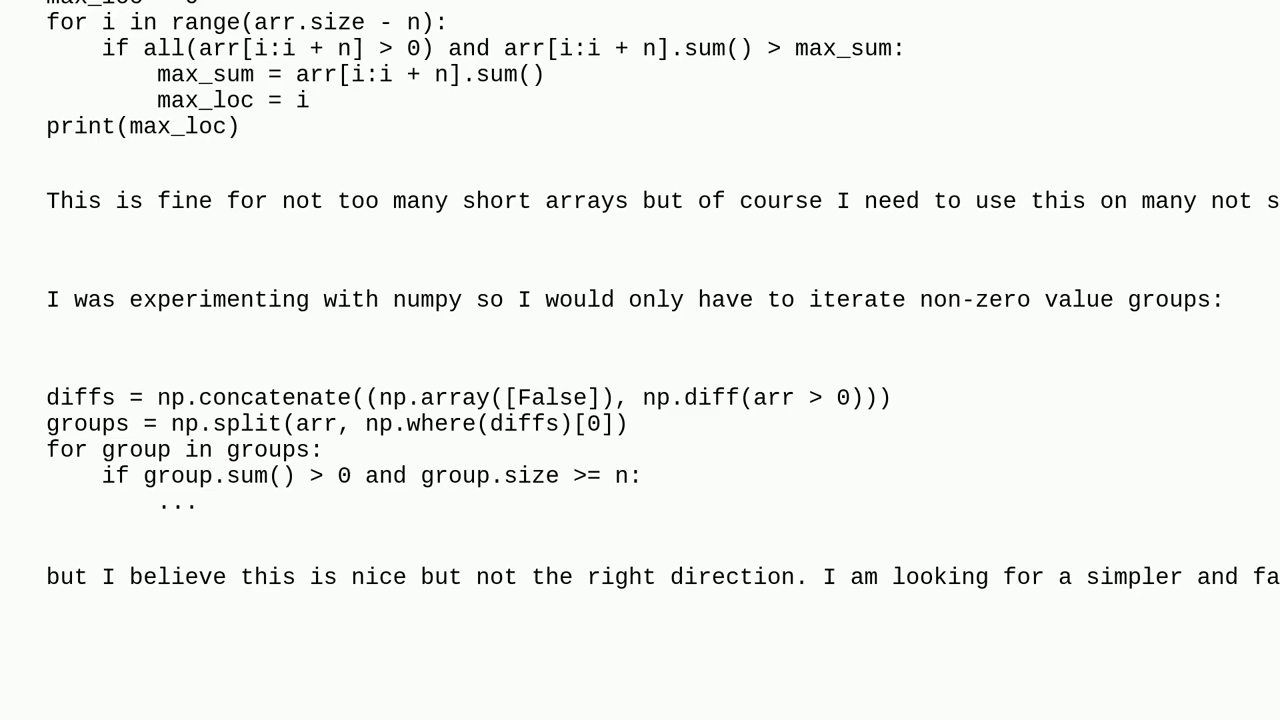 for i in range(arr.size - n):
    if all(arr[i:i + n] > 0) and arr[i:i + n].sum() > max_sum:
        max_sum = arr[i:i + n].sum()
        max_loc = i
print(max_loc)
This is fine for not too many short arrays but of course I need to use this on many not
I was experimenting with numpy so I would only have to iterate non-zero value groups:
diffs = np.concatenate((np.array([False]), np.diff(arr > 0)))
groups = np.split(arr, np.where(diffs)[0])
for group in groups:
    if group.sum() > 0 and group.size >= n:
        ...
but I believe this is nice but not the right direction. I am looking for a simpler and